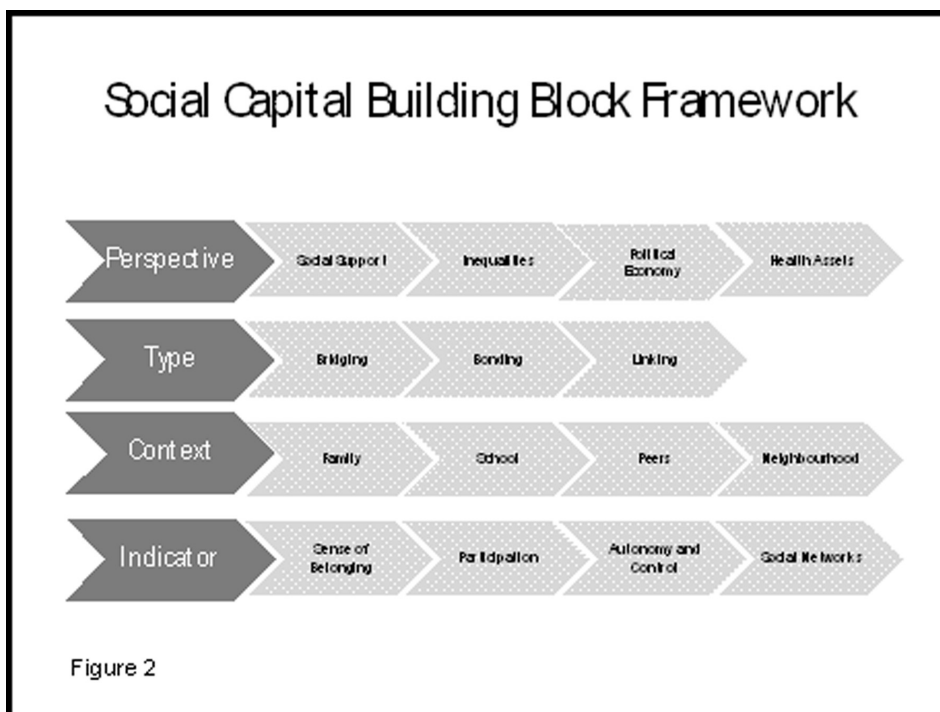 Social Capital Building Block Framework
Perspective
Social Support
Inequalities
Political
Economy
Health Assets
Type
Bridging
Bonding
Linking
Context
Family
School
Peers
Neighbourhood
Indicator
Sense of
Belonging
Participation
Autonomy and
Control
Social Networks
Figure 2